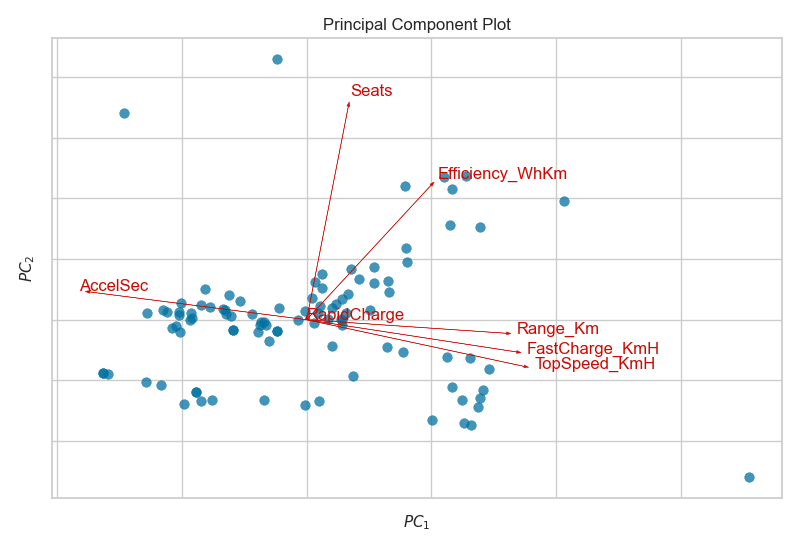 Principal Component Plot
Seats
Efficiency_WhKm
AccelSec
RapidCharge
Range_Km
FastCharge_KmH
TopSpeed_KmH
PC2
PC1